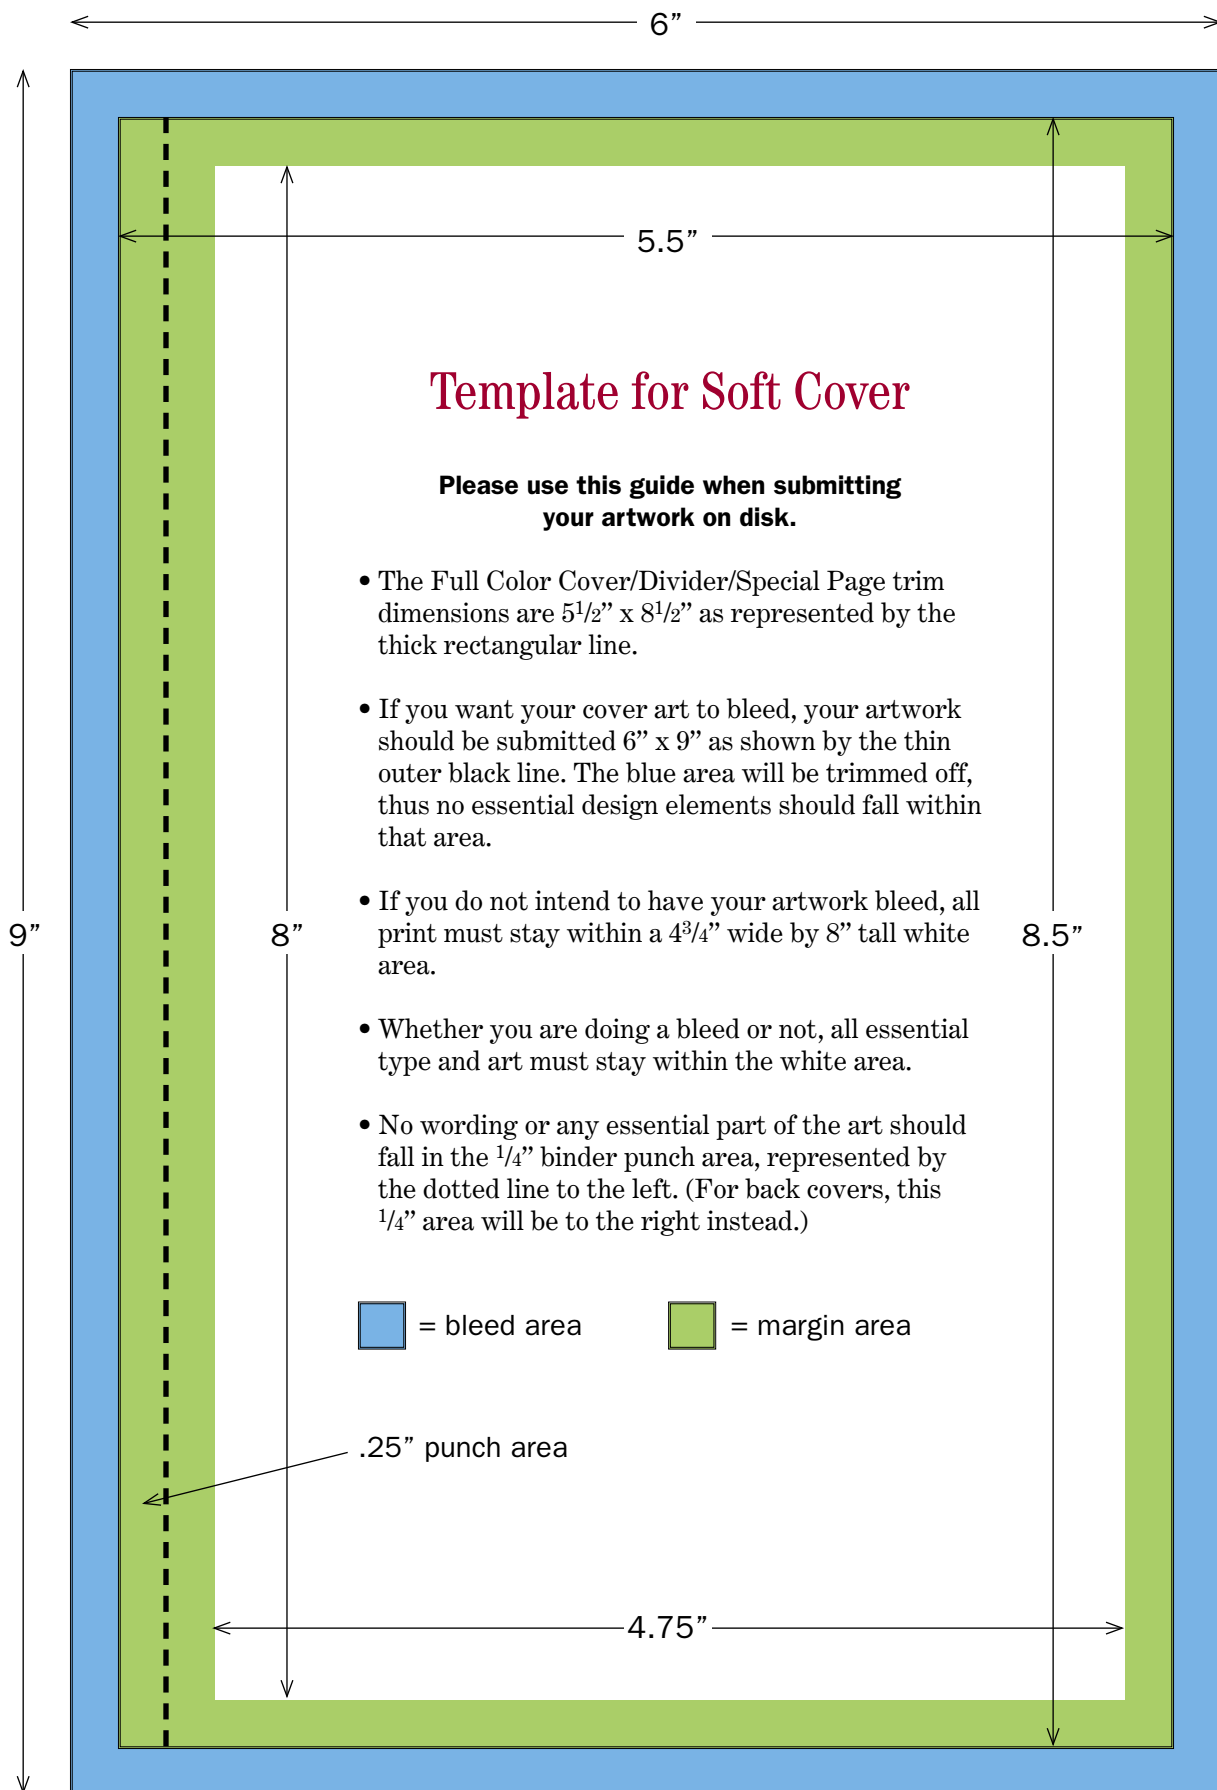 6”
5.5”
Template for Soft Cover
Please use this guide when submitting
your artwork on disk.
• The Full Color Cover/Divider/Special Page trim
dimensions are 5 1/2” x 8 1/2” as represented by the
thick rectangular line.
• If you want your cover art to bleed, your artwork
should be submitted 6” x 9” as shown by the thin
outer black line. The blue area will be trimmed off,
thus no essential design elements should fall within
that area.
• If you do not intend to have your artwork bleed, all
print must stay within a 4 3/4” wide by 8” tall white
area.
9”
8”
8.5”
• Whether you are doing a bleed or not, all essential
type and art must stay within the white area.
• No wording or any essential part of the art should
fall in the 1/4” binder punch area, represented by
the dotted line to the left. (For back covers, this
1/4” area will be to the right instead.)
= bleed area
= margin area
.25” punch area
4.75”